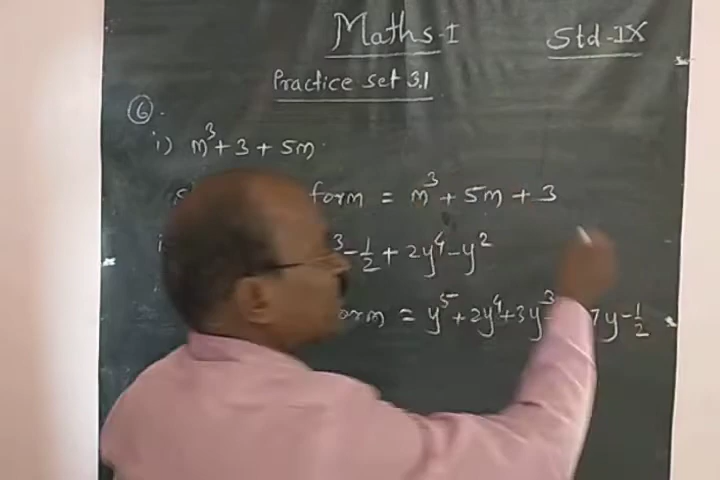 Maths-I
Std-IX
Practice set 3.1
6.
i) m³ + 3 + 5m
form = m³ + 5m + 3
³ - 1/2 + 2y⁴ - y²
= y⁵ + 2y⁴ + 3y³ - 7y - 1/2